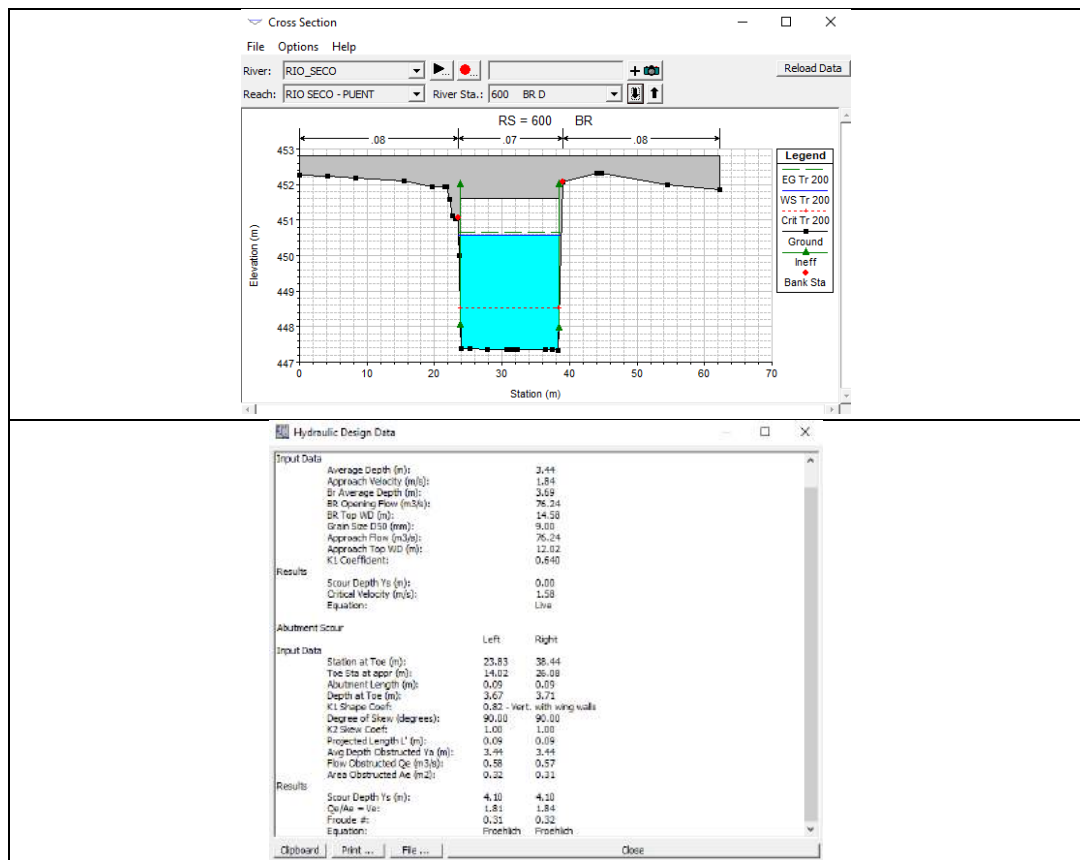 Cross Section
File Options Help
River: RIO_SECO Reload Data
Reach: RIO SECO - PUENT River Sta.: 600 BR D
RS = 600 BR
.08 .07 .08
453
452
451
450
449
448
447
Elevation (m)
0 10 20 30 40 50 60 70
Station (m)
Legend
EG Tr 200
WS Tr 200
Crit Tr 200
Ground
Ineff
Bank Sta
Hydraulic Design Data
Input Data
Average Depth (m): 3.44
Approach Velocity (m/s): 1.84
Br Average Depth (m): 3.69
BR Opening Flow (m3/s): 76.24
BR Top WD (m): 14.58
Grain Size D50 (mm): 9.00
Approach Flow (m3/s): 76.24
Approach Top WD (m): 12.02
K1 Coefficient: 0.640
Results
Scour Depth Ys (m): 0.00
Critical Velocity (m/s): 1.58
Equation: Live
Abutment Scour
Left Right
Input Data
Station at Toe (m): 23.83 38.44
Toe Sta at appr (m): 14.02 26.08
Abutment Length (m): 0.09 0.09
Depth at Toe (m): 3.67 3.71
K1 Shape Coef: 0.82 - Vert. with wing walls
Degree of Skew (degrees): 90.00 90.00
K2 Skew Coef: 1.00 1.00
Projected Length L' (m): 0.09 0.09
Avg Depth Obstructed Ya (m): 3.44 3.44
Flow Obstructed Qe (m3/s): 0.58 0.57
Area Obstructed Ae (m2): 0.32 0.31
Results
Scour Depth Ys (m): 4.10 4.10
Qe/Ae = Ve: 1.81 1.84
Froude #: 0.31 0.32
Equation: Froehlich Froehlich
Clipboard Print ... File ... Close